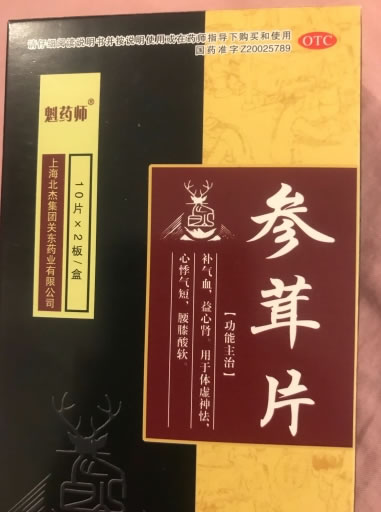 请仔细阅读说明书并按说明使用或在药师指导下购买和使用
国药准字Z20025789
OTC
魁药师®
10片×2板/盒
上海北杰集团关东药业有限公司
参茸片
【功能主治】
补气血，益心肾。用于体虚神怯，
心悸气短，腰膝酸软。